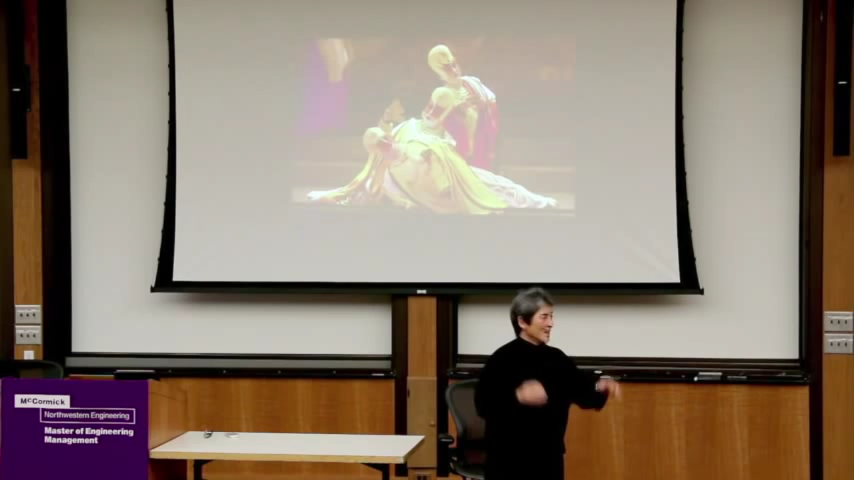 McCormick
Northwestern Engineering
Master of Engineering
Management